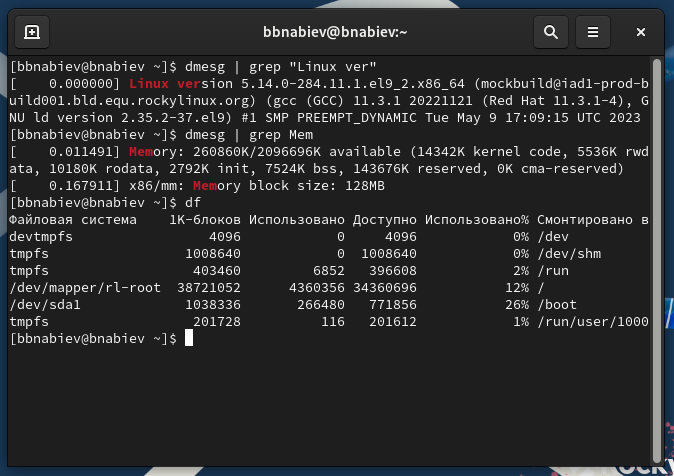 bbnabiev@bnabiev:~
[bbnabiev@bnabiev ~]$ dmesg | grep "Linux ver"
[    0.000000] Linux version 5.14.0-284.11.1.el9_2.x86_64 (mockbuild@iad1-prod-b
uild001.bld.equ.rockylinux.org) (gcc (GCC) 11.3.1 20221121 (Red Hat 11.3.1-4), G
NU ld version 2.35.2-37.el9) #1 SMP PREEMPT_DYNAMIC Tue May 9 17:09:15 UTC 2023
[bbnabiev@bnabiev ~]$ dmesg | grep Mem
[    0.011491] Memory: 260860K/2096696K available (14342K kernel code, 5536K rwd
ata, 10180K rodata, 2792K init, 7524K bss, 143676K reserved, 0K cma-reserved)
[    0.167911] x86/mm: Memory block size: 128MB
[bbnabiev@bnabiev ~]$ df
Файловая система    1K-блоков Использовано Доступно Использовано% Смонтировано в
devtmpfs                 4096            0     4096            0% /dev
tmpfs                 1008640            0  1008640            0% /dev/shm
tmpfs                  403460         6852   396608            2% /run
/dev/mapper/rl-root  38721052      4360356 34360696           12% /
/dev/sda1             1038336       266480   771856           26% /boot
tmpfs                  201728          116   201612            1% /run/user/1000
[bbnabiev@bnabiev ~]$